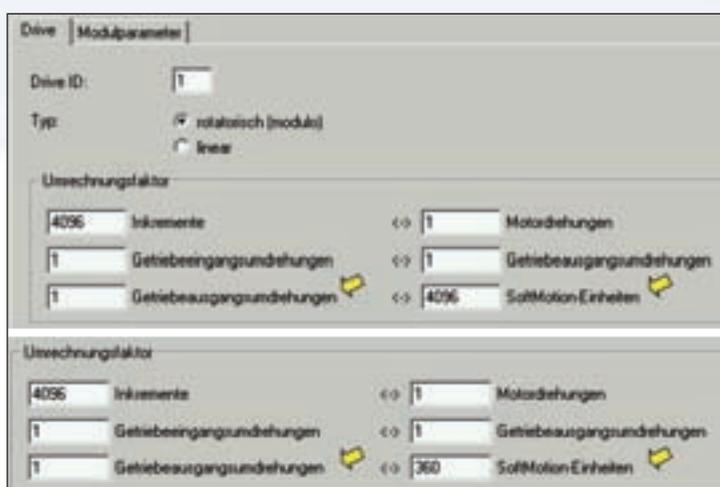 Drive Modulparameter
Drive ID: 1
Typ: rotatorisch (modulo)
linear
Umrechnungsfaktor
4096 Inkremente <-> 1 Motordrehungen
1 Getriebeeingangsumdrehungen <-> 1 Getriebeausgangsumdrehungen
1 Getriebeausgangsumdrehungen <-> 4096 SoftMotion-Einheiten
Umrechnungsfaktor
4096 Inkremente <-> 1 Motordrehungen
1 Getriebeeingangsumdrehungen <-> 1 Getriebeausgangsumdrehungen
1 Getriebeausgangsumdrehungen <-> 360 SoftMotion-Einheiten